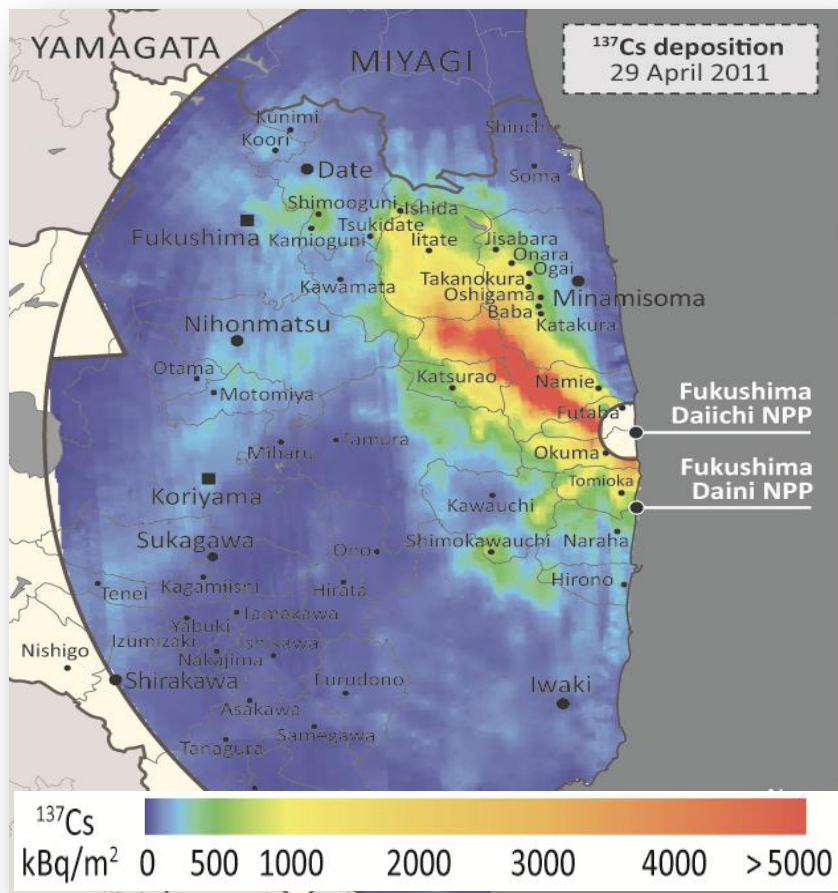 YAMAGATA
MIYAGI
¹³⁷Cs deposition
29 April 2011
Kunimi
Koori
Shinchi
Date
Soma
Shimooguni
Ishida
Fukushima
Tsukidate
Kamioguni
Iitate
Jisabara
Onara
Ogai
Kawamata
Takanokura
Oshigama
Minamisoma
Baba
Katakura
Nihonmatsu
Otama
Motomiya
Katsurao
Namie
Fukushima
Daiichi NPP
Futaba
Miharu
Tamura
Okuma
Koriyama
Kawauchi
Tomioka
Fukushima
Daini NPP
Sukagawa
Ono
Shimokawauchi
Naraha
Tenei
Kagamiisni
Hirata
Hirono
Tamakawa
Yabuki
Izumizaki
Ishikawa
Nishigo
Nakajima
Shirakawa
Furudono
Iwaki
Asakawa
Samegawa
Tanagura
¹³⁷Cs
kBq/m² 0 500 1000 2000 3000 4000 >5000